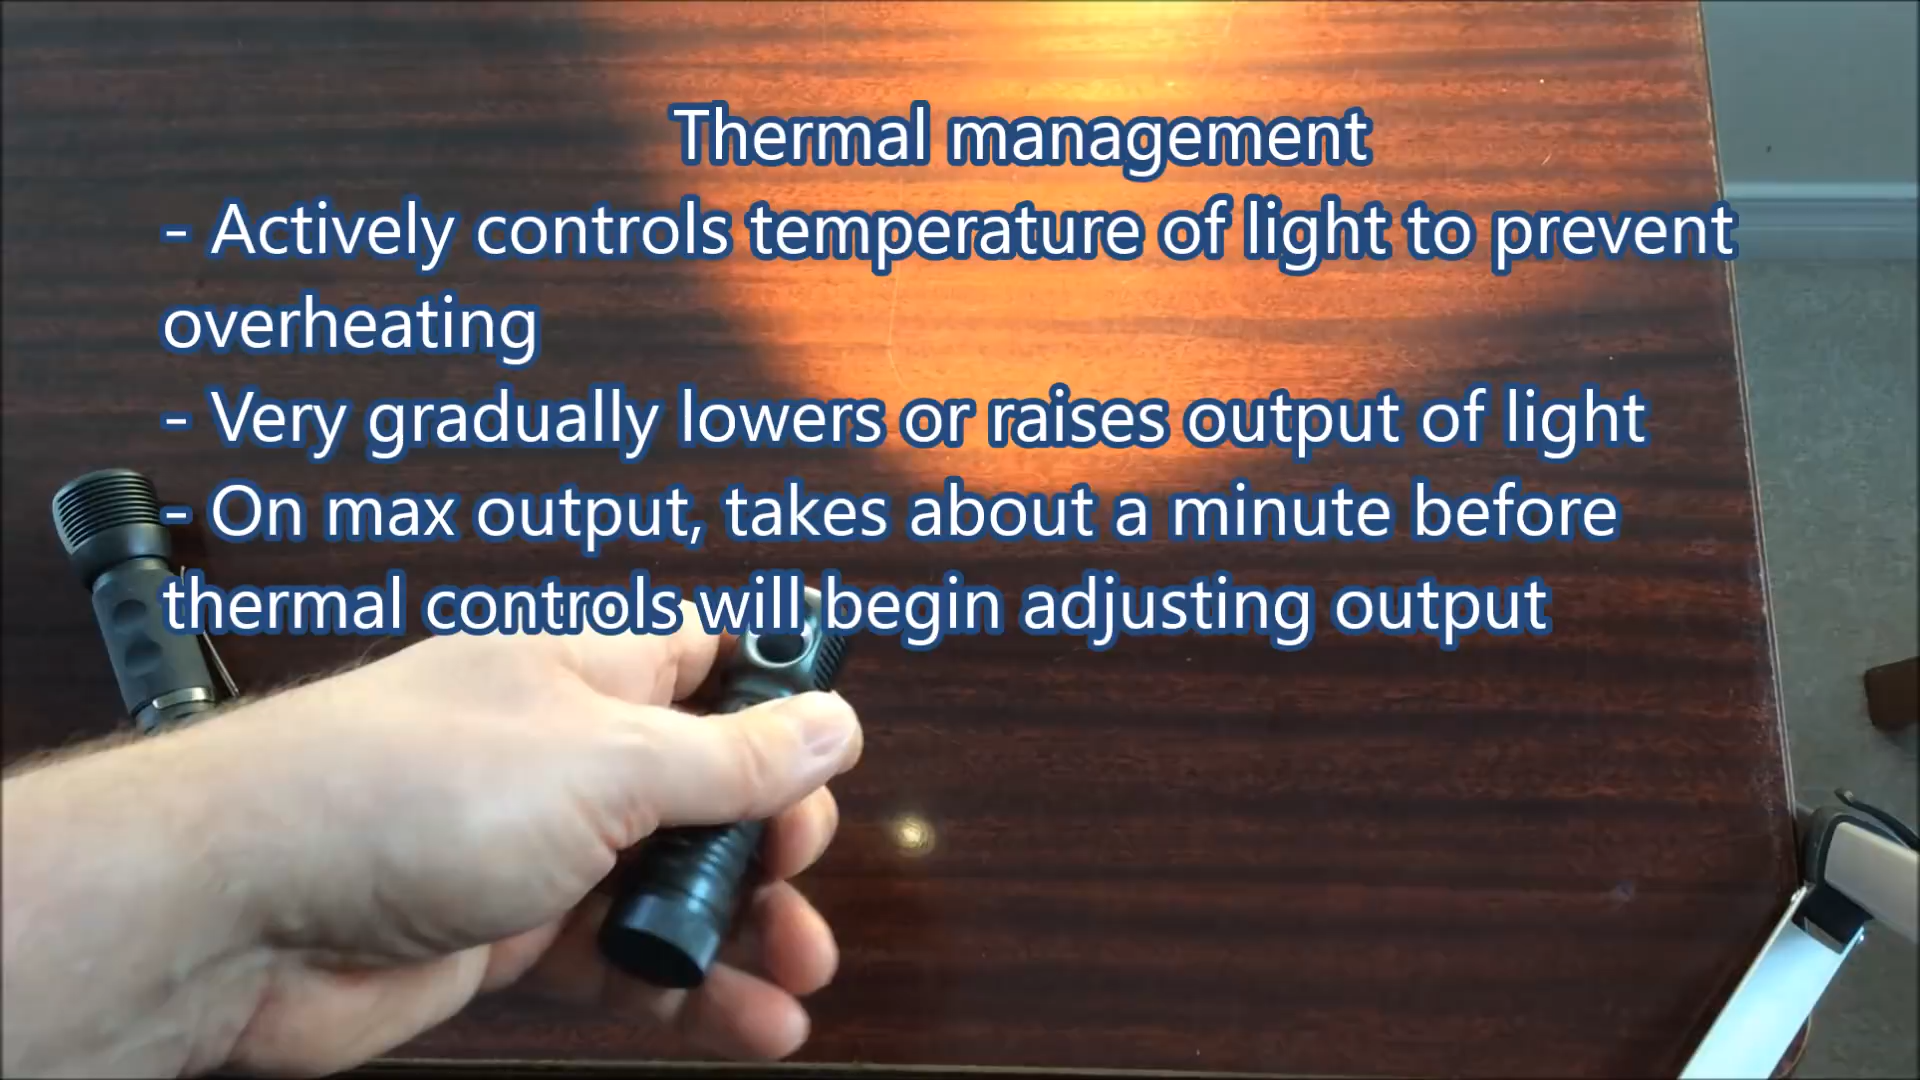 Thermal management
- Actively controls temperature of light to prevent
overheating
- Very gradually lowers or raises output of light
- On max output, takes about a minute before
thermal controls will begin adjusting output